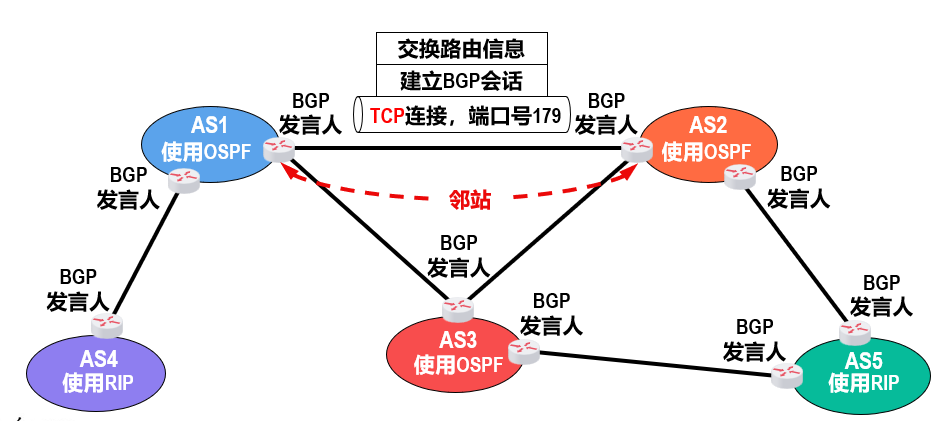 交换路由信息
建立BGP会话
TCP连接，端口号179
BGP
发言人
BGP
发言人
AS1
使用OSPF
AS2
使用OSPF
BGP
发言人
邻站
BGP
发言人
BGP
发言人
BGP
发言人
BGP
发言人
BGP
发言人
BGP
发言人
AS4
使用RIP
AS3
使用OSPF
AS5
使用RIP